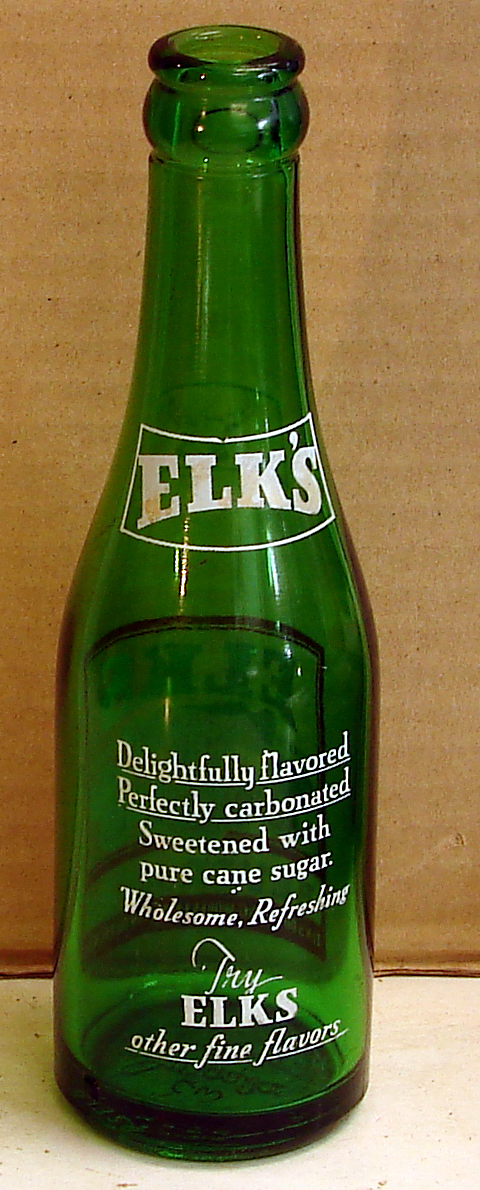 ELK'S
Delightfully flavored
Perfectly carbonated
Sweetened with
pure cane sugar.
Wholesome, Refreshing
Try
ELKS
other fine flavors